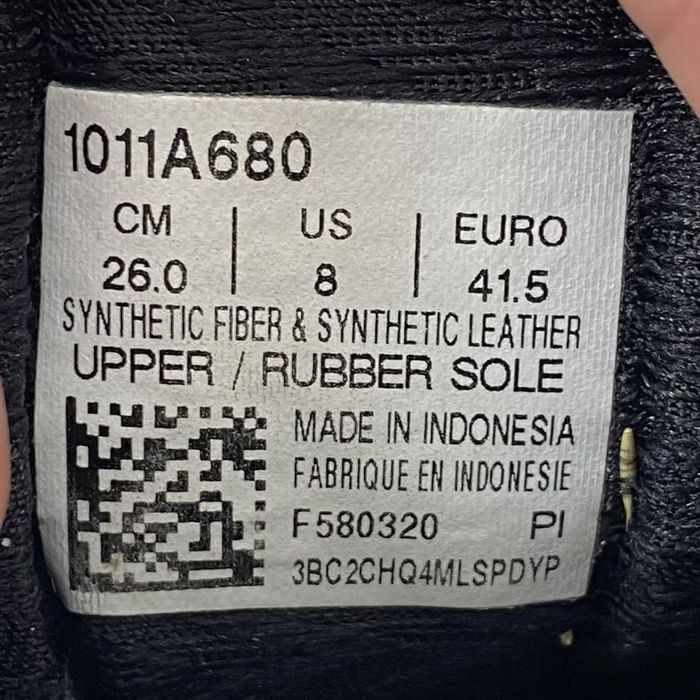 1011A680
CM | US | EURO
26.0 | 8 | 41.5
SYNTHETIC FIBER & SYNTHETIC LEATHER
UPPER / RUBBER SOLE
MADE IN INDONESIA
FABRIQUE EN INDONESIE
F580320 PI
3BC2CHQ4MLSPDYP